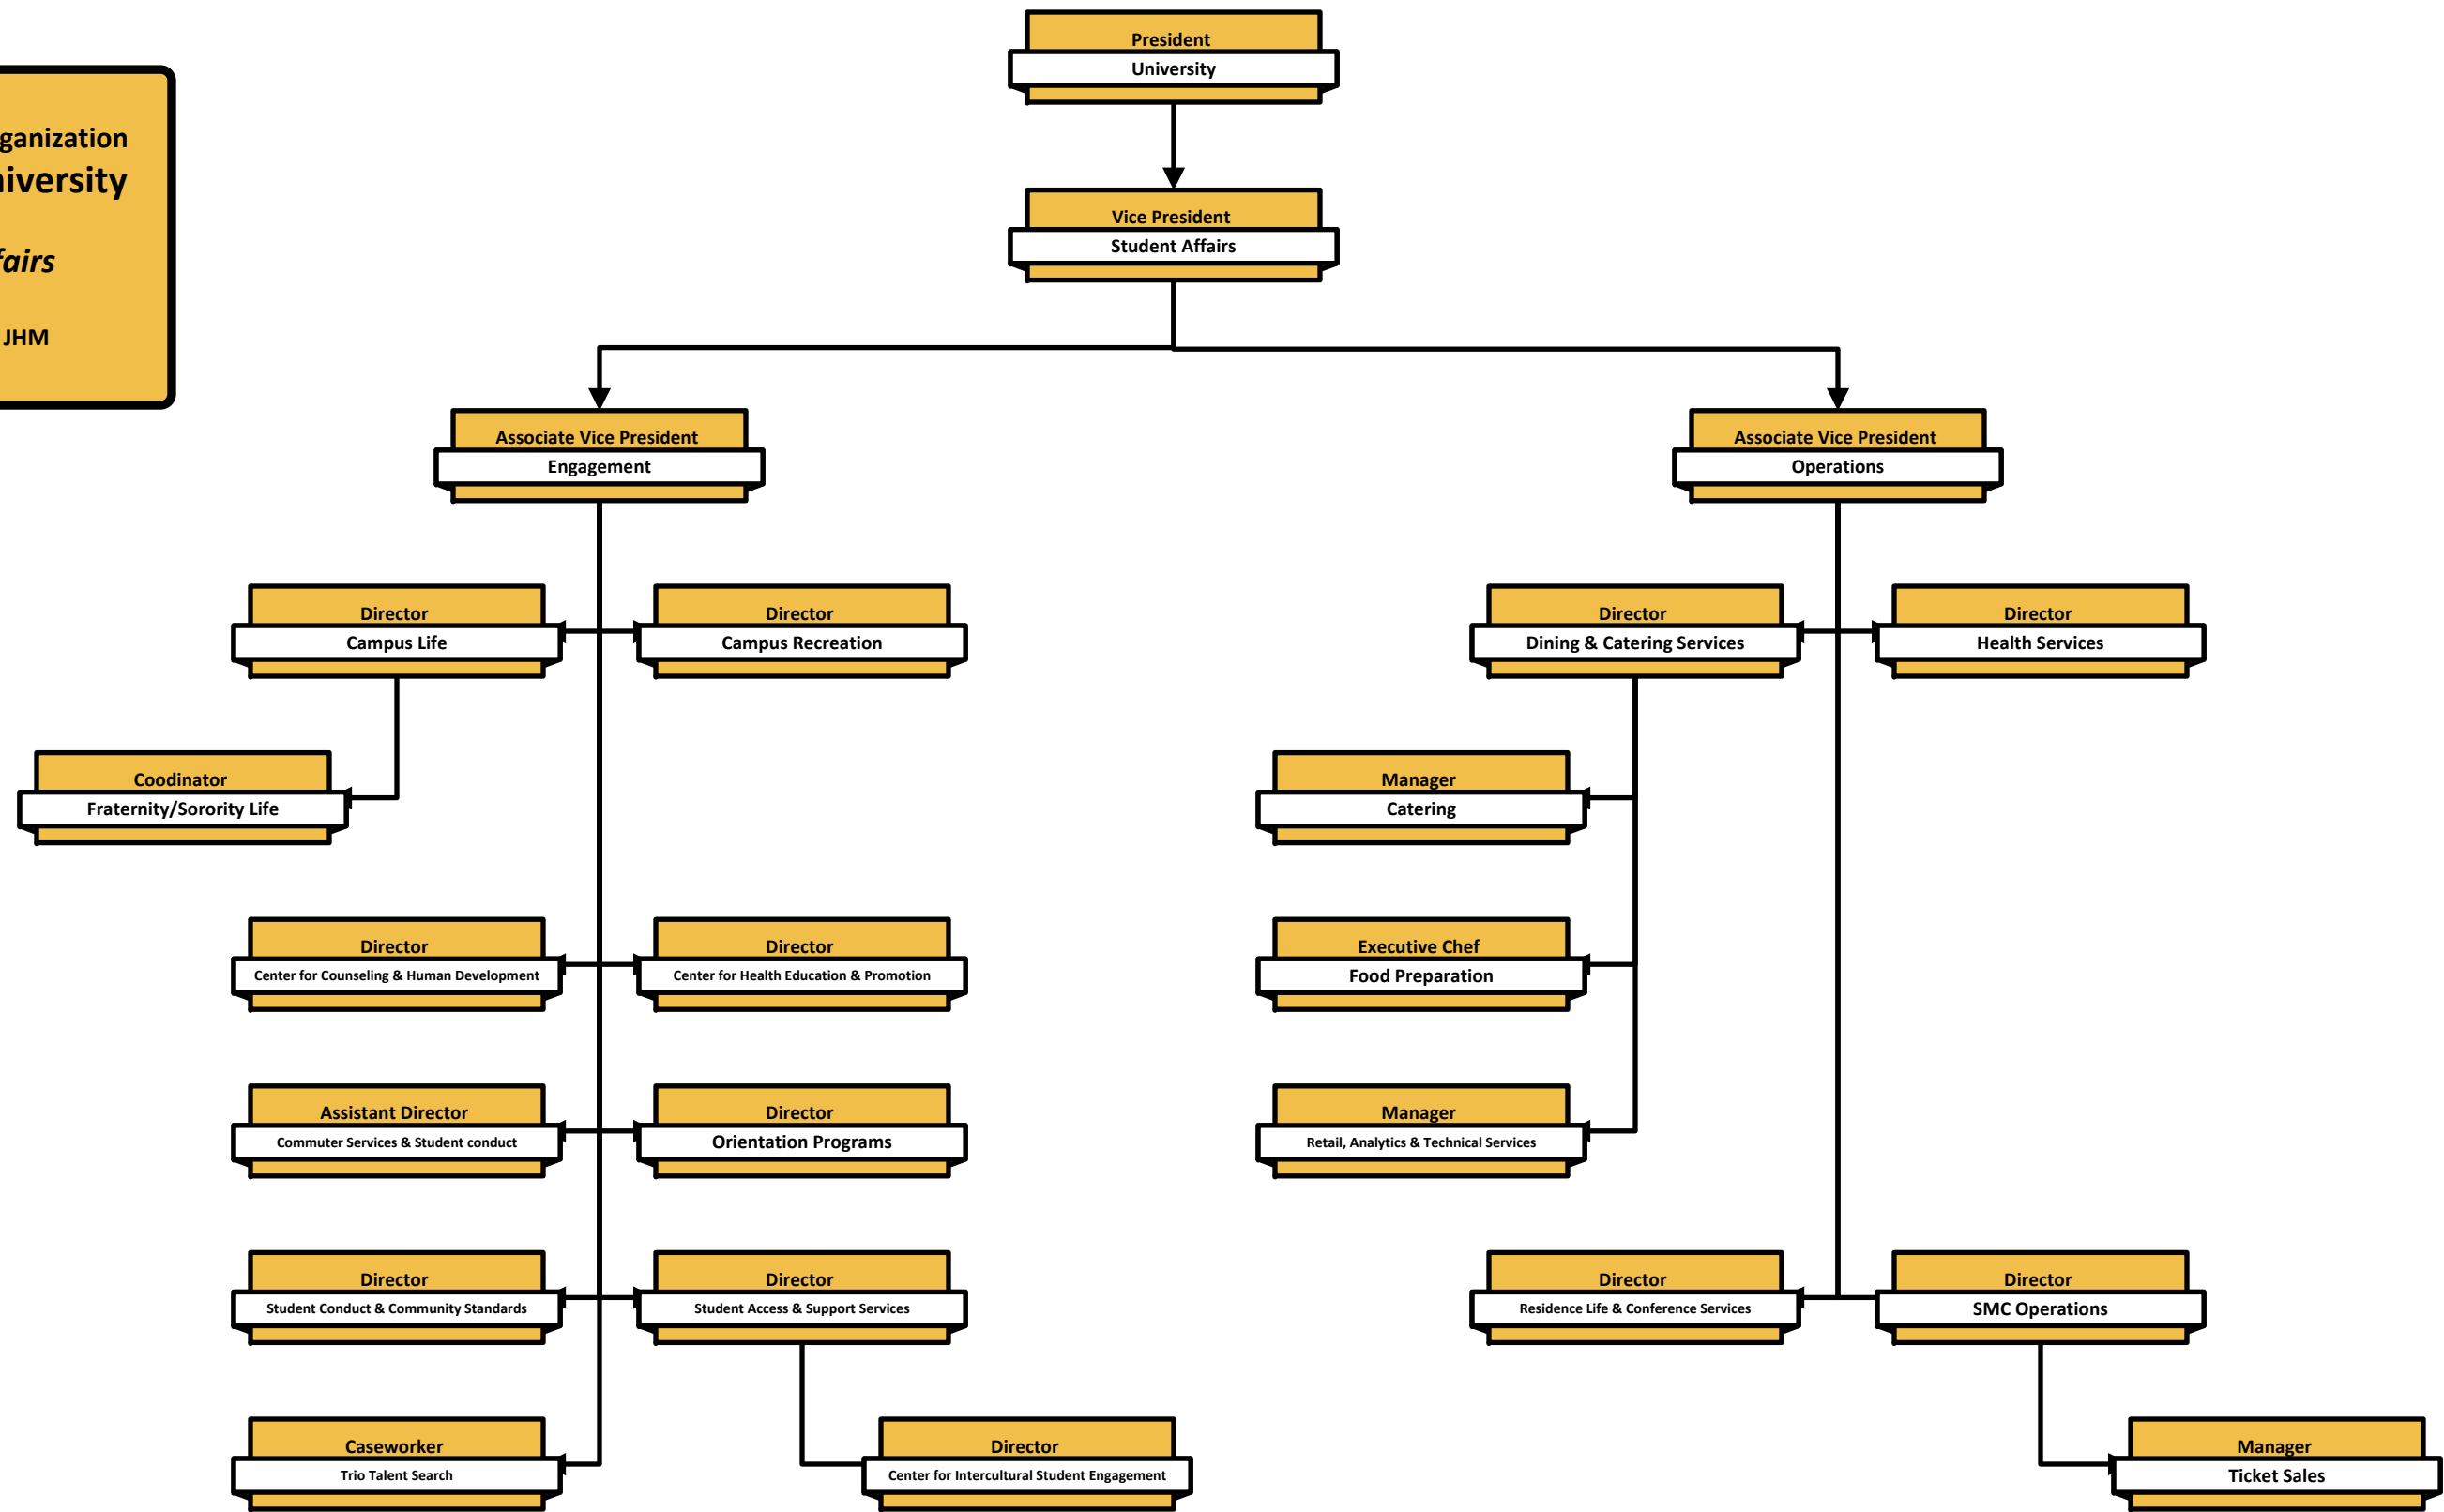 President
University
ganization
niversity
fairs
JHM
Vice President
Student Affairs
Associate Vice President
Engagement
Associate Vice President
Operations
Director
Campus Life
Director
Campus Recreation
Director
Dining & Catering Services
Director
Health Services
Coodinator
Fraternity/Sorority Life
Manager
Catering
Director
Center for Counseling & Human Development
Director
Center for Health Education & Promotion
Executive Chef
Food Preparation
Assistant Director
Commuter Services & Student conduct
Director
Orientation Programs
Manager
Retail, Analytics & Technical Services
Director
Student Conduct & Community Standards
Director
Student Access & Support Services
Director
Residence Life & Conference Services
Director
SMC Operations
Caseworker
Trio Talent Search
Director
Center for Intercultural Student Engagement
Manager
Ticket Sales